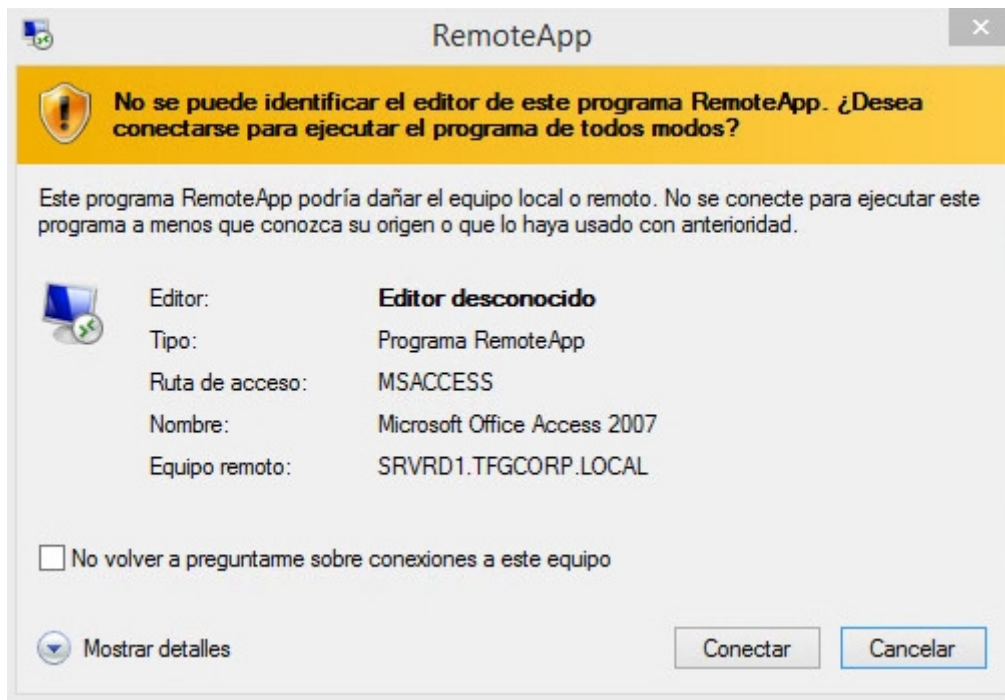 RemoteApp
No se puede identificar el editor de este programa RemoteApp. ¿Desea
conectarse para ejecutar el programa de todos modos?
Este programa RemoteApp podría dañar el equipo local o remoto. No se conecte para ejecutar este
programa a menos que conozca su origen o que lo haya usado con anterioridad.
Editor: Editor desconocido
Tipo: Programa RemoteApp
Ruta de acceso: MSACCESS
Nombre: Microsoft Office Access 2007
Equipo remoto: SRVRD1.TFGCORP.LOCAL
No volver a preguntarme sobre conexiones a este equipo
Mostrar detalles Conectar Cancelar